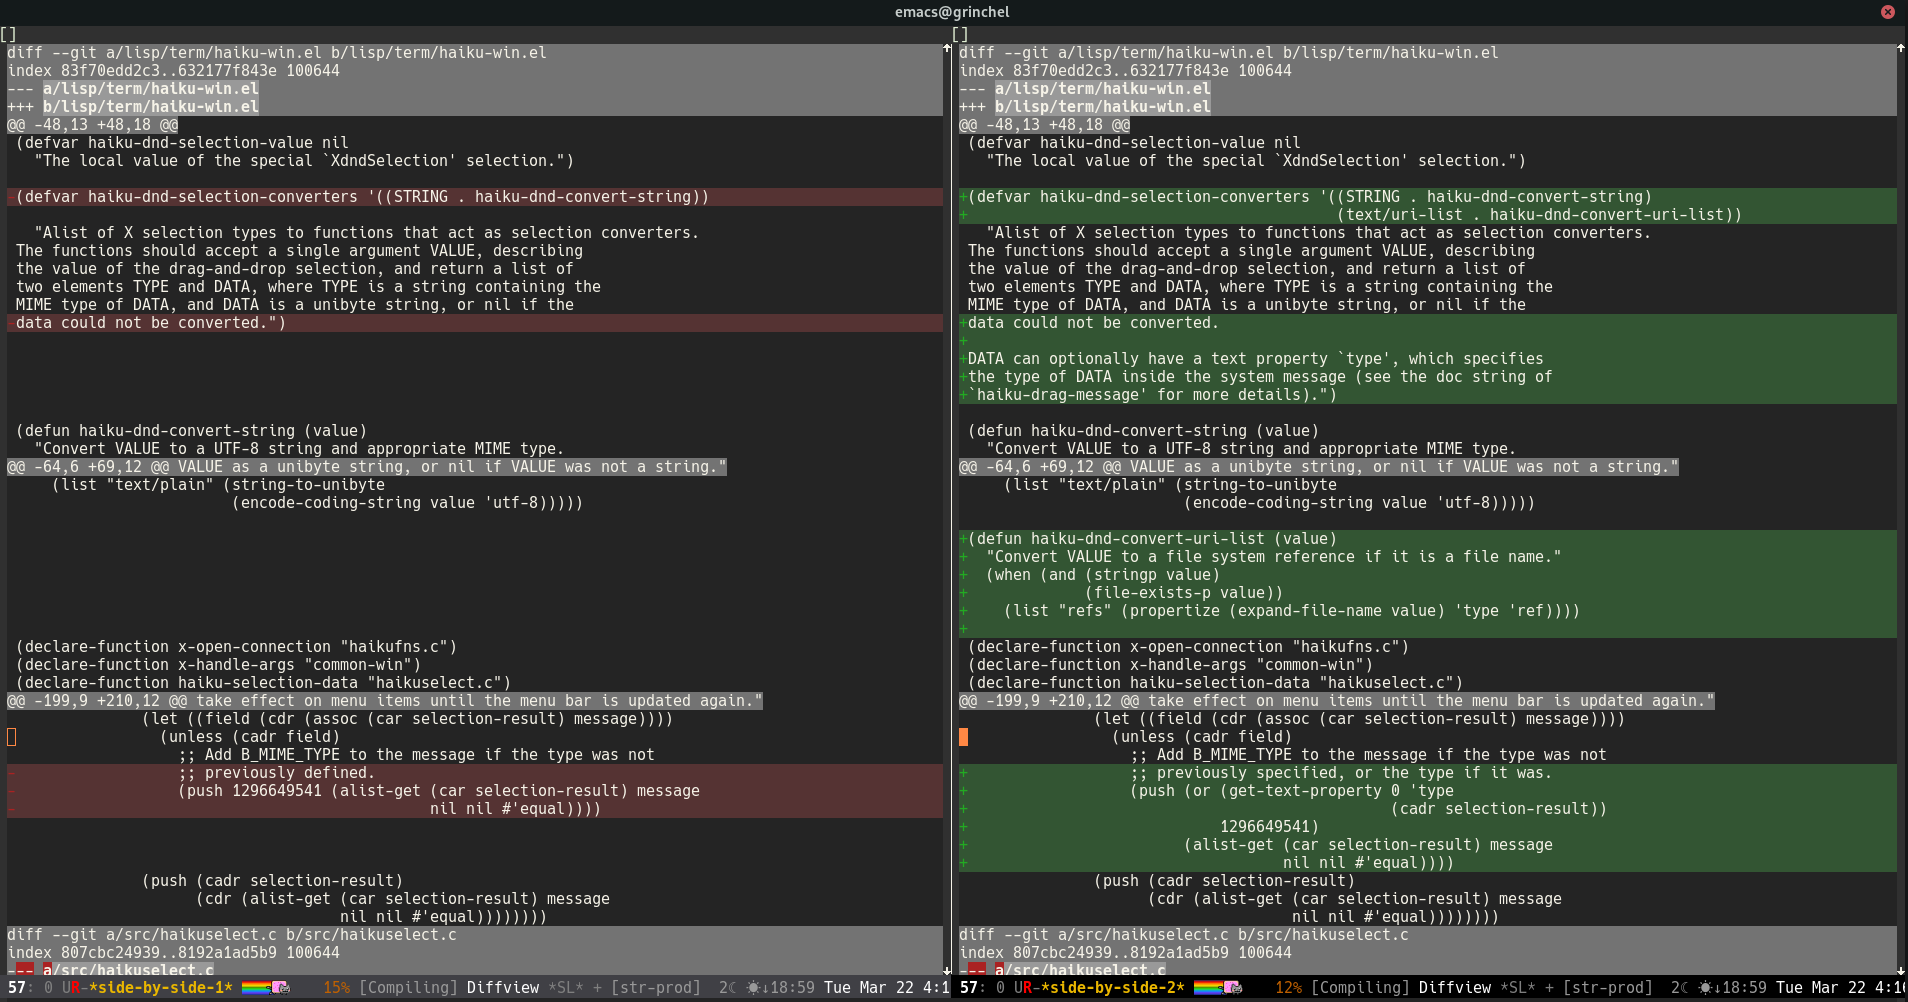 emacs@grinchel
[]
diff --git a/lisp/term/haiku-win.el b/lisp/term/haiku-win.el
index 83f70edd2c3..632177f843e 100644
--- a/lisp/term/haiku-win.el
+++ b/lisp/term/haiku-win.el
@@ -48,13 +48,18 @@
 (defvar haiku-dnd-selection-value nil
   "The local value of the special `XdndSelection' selection.")
-(defvar haiku-dnd-selection-converters '((STRING . haiku-dnd-convert-string))
   "Alist of X selection types to functions that act as selection converters.
 The functions should accept a single argument VALUE, describing
 the value of the drag-and-drop selection, and return a list of
 two elements TYPE and DATA, where TYPE is a string containing the
 MIME type of DATA, and DATA is a unibyte string, or nil if the
-data could not be converted.")
 (defun haiku-dnd-convert-string (value)
   "Convert VALUE to a UTF-8 string and appropriate MIME type.
@@ -64,6 +69,12 @@ VALUE as a unibyte string, or nil if VALUE was not a string."
     (list "text/plain" (string-to-unibyte
                         (encode-coding-string value 'utf-8)))))
 (declare-function x-open-connection "haikufns.c")
 (declare-function x-handle-args "common-win")
 (declare-function haiku-selection-data "haikuselect.c")
@@ -199,9 +210,12 @@ take effect on menu items until the menu bar is updated again."
               (let ((field (cdr (assoc (car selection-result) message))))
                 (unless (cadr field)
                   ;; Add B_MIME_TYPE to the message if the type was not
-                  ;; previously defined.
-                  (push 1296649541 (alist-get (car selection-result) message
-                                              nil nil #'equal))))
               (push (cadr selection-result)
                     (cdr (alist-get (car selection-result) message
                                     nil nil #'equal))))))))
diff --git a/src/haikuselect.c b/src/haikuselect.c
index 807cbc24939..8192a1ad5b9 100644
--- a/src/haikuselect.c
57: 0 UR-*side-by-side-1* 15% [Compiling] Diffview *SL* + [str-prod] 2☾ ☀↓18:59 Tue Mar 22 4:1
[]
diff --git a/lisp/term/haiku-win.el b/lisp/term/haiku-win.el
index 83f70edd2c3..632177f843e 100644
--- a/lisp/term/haiku-win.el
+++ b/lisp/term/haiku-win.el
@@ -48,13 +48,18 @@
 (defvar haiku-dnd-selection-value nil
   "The local value of the special `XdndSelection' selection.")
+(defvar haiku-dnd-selection-converters '((STRING . haiku-dnd-convert-string)
+                                         (text/uri-list . haiku-dnd-convert-uri-list))
   "Alist of X selection types to functions that act as selection converters.
 The functions should accept a single argument VALUE, describing
 the value of the drag-and-drop selection, and return a list of
 two elements TYPE and DATA, where TYPE is a string containing the
 MIME type of DATA, and DATA is a unibyte string, or nil if the
+data could not be converted.
+
+DATA can optionally have a text property `type', which specifies
+the type of DATA inside the system message (see the doc string of
+`haiku-drag-message' for more details).")
 (defun haiku-dnd-convert-string (value)
   "Convert VALUE to a UTF-8 string and appropriate MIME type.
@@ -64,6 +69,12 @@ VALUE as a unibyte string, or nil if VALUE was not a string."
     (list "text/plain" (string-to-unibyte
                         (encode-coding-string value 'utf-8)))))
+(defun haiku-dnd-convert-uri-list (value)
+  "Convert VALUE to a file system reference if it is a file name."
+  (when (and (stringp value)
+             (file-exists-p value))
+    (list "refs" (propertize (expand-file-name value) 'type 'ref))))
+
 (declare-function x-open-connection "haikufns.c")
 (declare-function x-handle-args "common-win")
 (declare-function haiku-selection-data "haikuselect.c")
@@ -199,9 +210,12 @@ take effect on menu items until the menu bar is updated again."
               (let ((field (cdr (assoc (car selection-result) message))))
                 (unless (cadr field)
                   ;; Add B_MIME_TYPE to the message if the type was not
+                  ;; previously specified, or the type if it was.
+                  (push (or (get-text-property 0 'type
+                                               (cadr selection-result))
+                            1296649541)
+                        (alist-get (car selection-result) message
+                                   nil nil #'equal))))
               (push (cadr selection-result)
                     (cdr (alist-get (car selection-result) message
                                     nil nil #'equal))))))))
diff --git a/src/haikuselect.c b/src/haikuselect.c
index 807cbc24939..8192a1ad5b9 100644
--- a/src/haikuselect.c
57: 0 UR-*side-by-side-2* 12% [Compiling] Diffview *SL* + [str-prod] 2☾ ☀↓18:59 Tue Mar 22 4:1